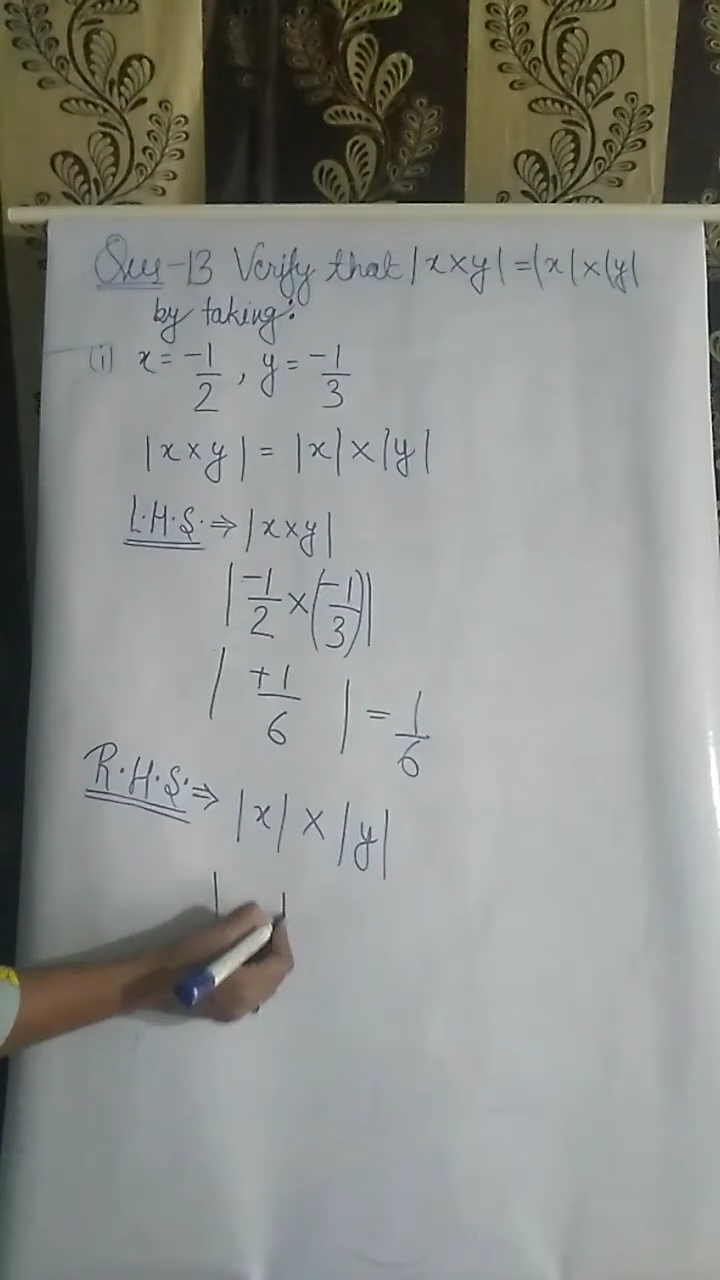 Ques-13 Verify that |x×y| = |x|×|y|
by taking:
(i) x = -1/2 , y = -1/3
|x×y| = |x|×|y|
L.H.S. ⇒ |x×y|
|-1/2 × (-1/3)|
| +1/6 | = 1/6
R.H.S. ⇒ |x| × |y|
| |